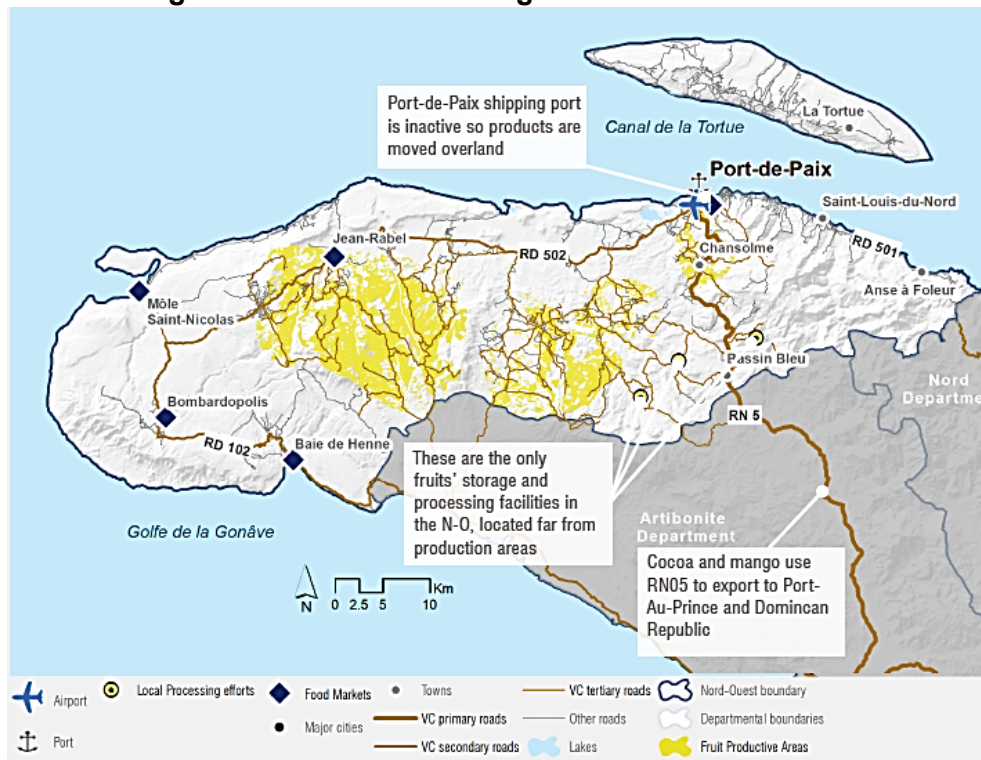 Port-de-Paix shipping port
is inactive so products are
moved overland
La Tortue
Canal de la Tortue
Port-de-Paix
Saint-Louis-du-Nord
Jean-Rabel
RD 502
Chansolme
RD 501
Anse à Foleur
Môle
Saint-Nicolas
Passin Bleu
Nord
Departme
Bombardopolis
RN 5
RD 102
Baie de Henne
These are the only
fruits' storage and
processing facilities in
the N-O, located far from
production areas
Golfe de la Gonâve
Artibonite
Department
Cocoa and mango use
RN05 to export to Port-
Au-Prince and Domincan
Republic
N
0 2.5 5 10 Km
Airport
Local Processing efforts
Food Markets
Towns
VC tertiary roads
Nord-Ouest boundary
Major cities
VC primary roads
Other roads
Departmental boundaries
Port
VC secondary roads
Lakes
Fruit Productive Areas